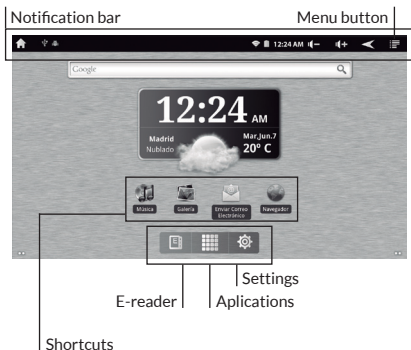 Notification bar
Menu button
12:24 AM
Google
12:24 AM
Madrid
Nublado
Mar,Jun.7
20° C
Música
Galería
Enviar Correo
Electrónico
Navegador
Settings
E-reader
Aplications
Shortcuts